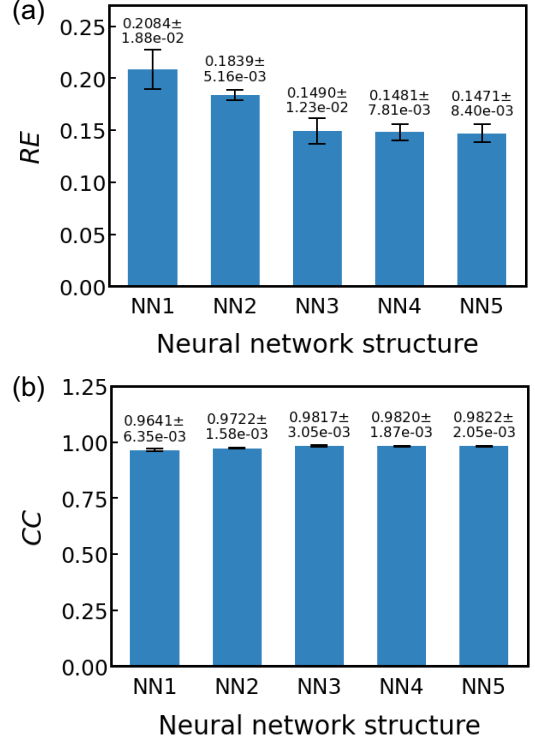 (a)
0.2084±
1.88e-02
0.1839±
5.16e-03
0.1490±
1.23e-02
0.1481±
7.81e-03
0.1471±
8.40e-03
0.25
0.20
0.15
0.10
0.05
0.00
RE
NN1 NN2 NN3 NN4 NN5
Neural network structure
(b)
0.9641±
6.35e-03
0.9722±
1.58e-03
0.9817±
3.05e-03
0.9820±
1.87e-03
0.9822±
2.05e-03
1.25
1.00
0.75
0.50
0.25
0.00
CC
NN1 NN2 NN3 NN4 NN5
Neural network structure